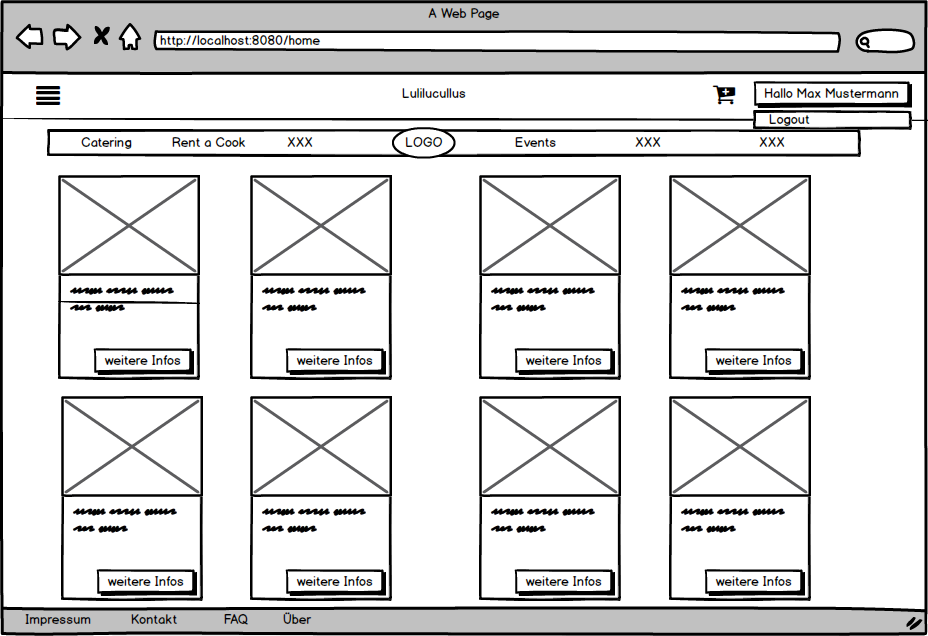 A Web Page
http://localhost:8080/home
Lulilucullus
Hallo Max Mustermann
Logout
Catering Rent a Cook XXX LOGO Events XXX XXX
weitere Infos weitere Infos weitere Infos weitere Infos
weitere Infos weitere Infos weitere Infos weitere Infos
Impressum Kontakt FAQ Über